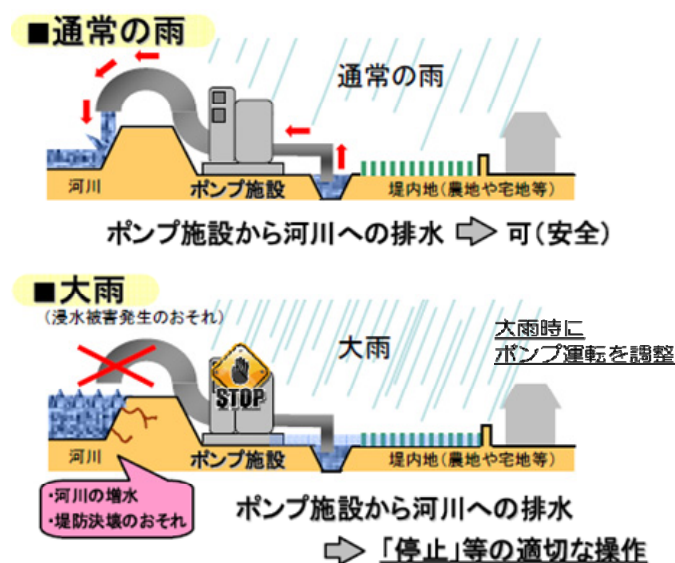 ■通常の雨
通常の雨
河川
ポンプ施設
堤内地(農地や宅地等)
ポンプ施設から河川への排水 ⇨ 可(安全)
■大雨
(浸水被害発生のおそれ)
大雨
大雨時に
ポンプ運転を調整
STOP
河川
ポンプ施設
堤内地(農地や宅地等)
・河川の増水
・堤防決壊のおそれ
ポンプ施設から河川への排水
⇨ 「停止」等の適切な操作